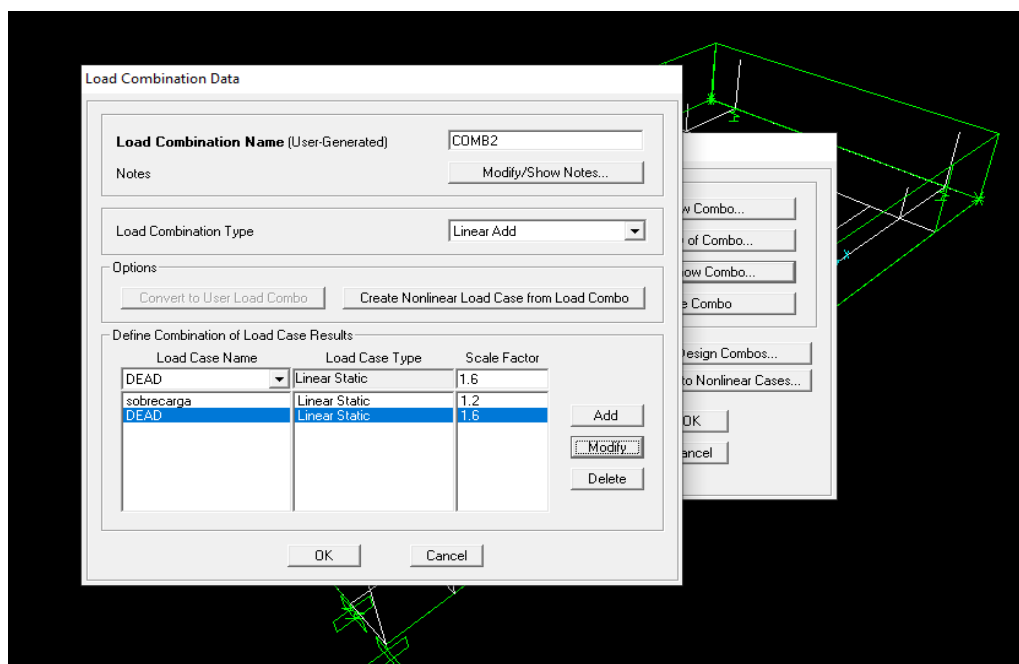 Load Combination Data
Load Combination Name (User-Generated) COMB2
Notes Modify/Show Notes...
Load Combination Type Linear Add
Options
Convert to User Load Combo Create Nonlinear Load Case from Load Combo
Define Combination of Load Case Results
Load Case Name Load Case Type Scale Factor
DEAD Linear Static 1.6
sobrecarga Linear Static 1.2
DEAD Linear Static 1.6
Add
Modify
Delete
OK Cancel
w Combo...
of Combo...
ow Combo...
e Combo
Design Combos...
to Nonlinear Cases...
OK
ancel